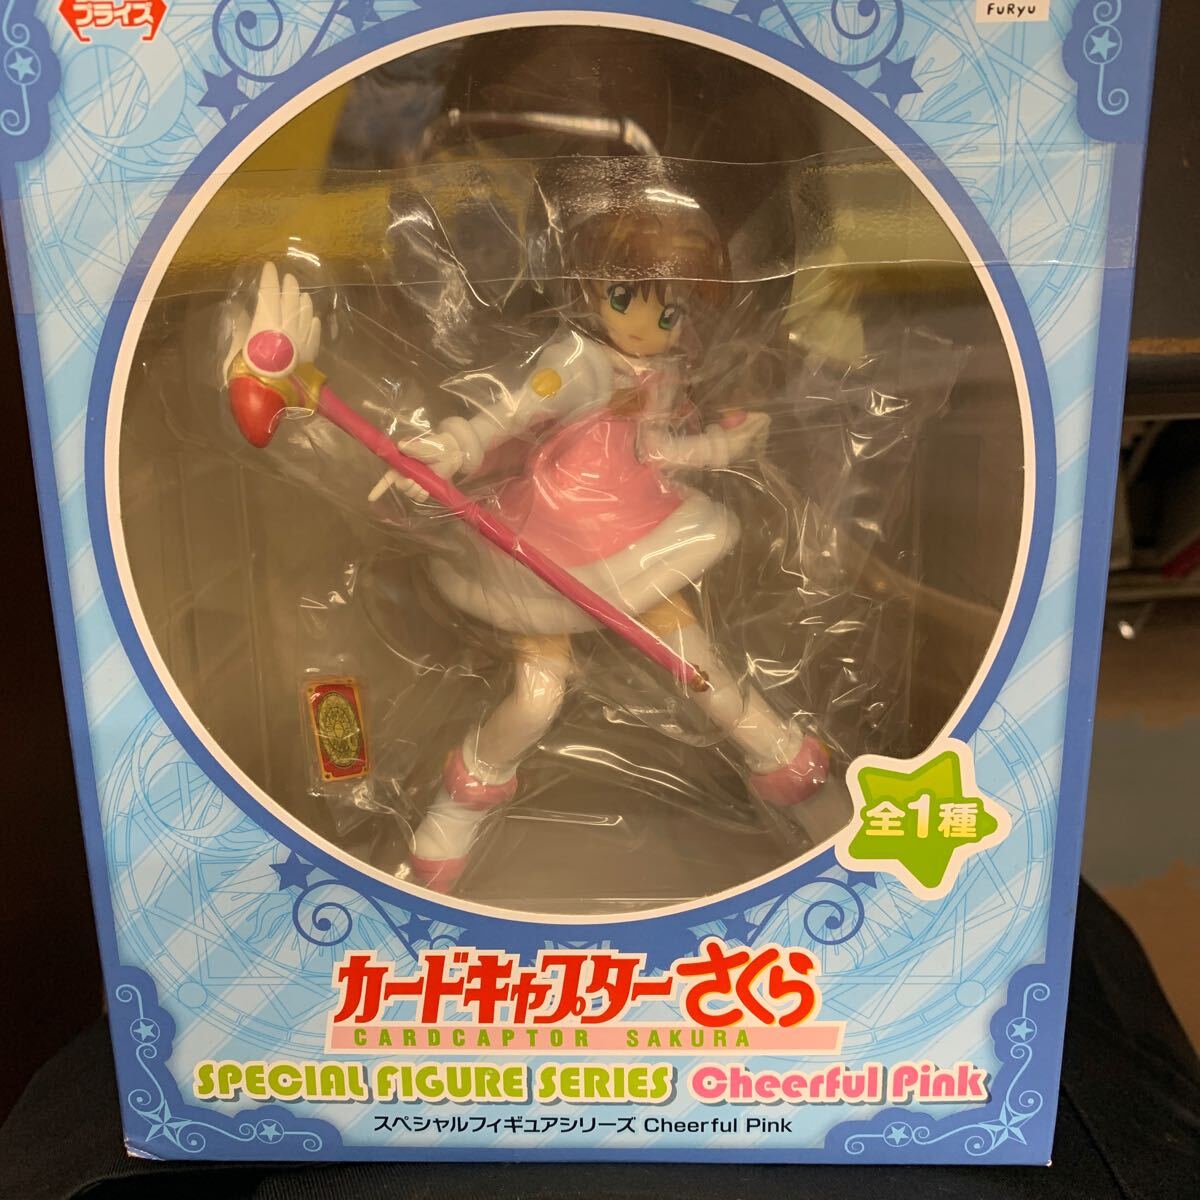 プライズ
FuRyu
全1種
カードキャプターさくら
CARDCAPTOR SAKURA
SPECIAL FIGURE SERIES Cheerful Pink
スペシャルフィギュアシリーズ Cheerful Pink